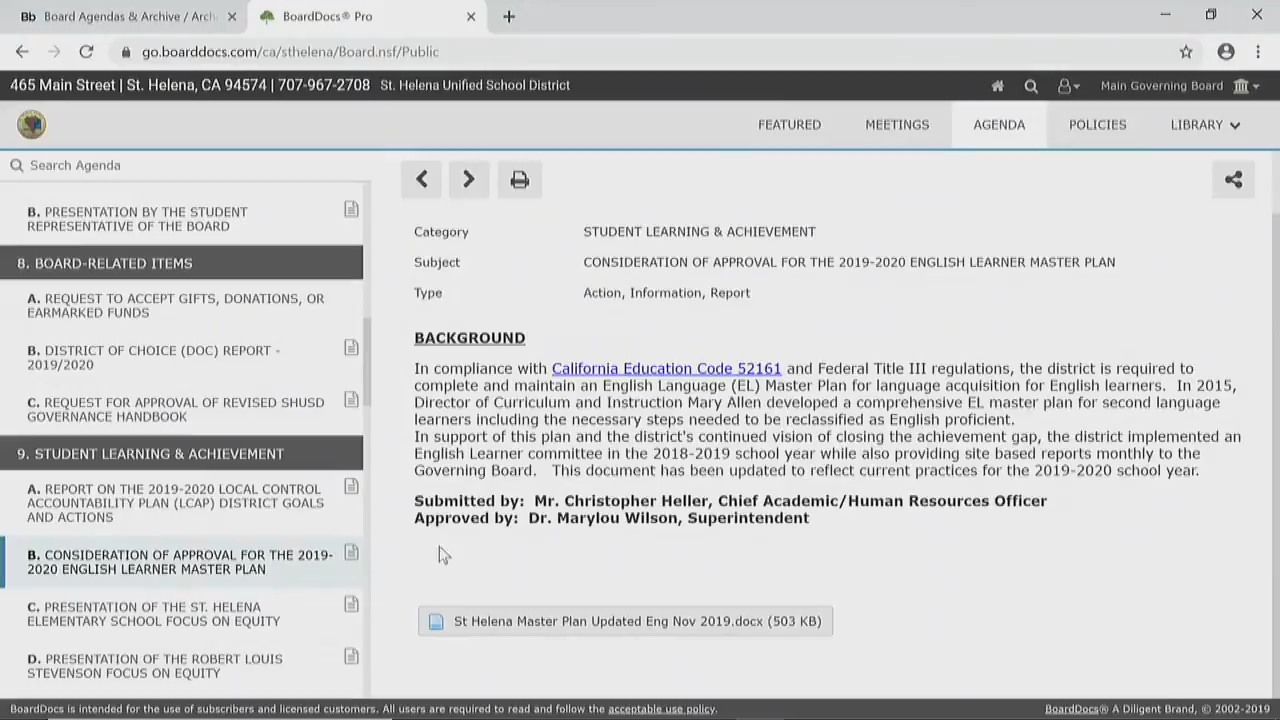 Bb Board Agendas & Archive / Arch
BoardDocs® Pro
go.boarddocs.com/ca/sthelena/Board.nsf/Public
465 Main Street | St. Helena, CA 94574 | 707-967-2708 St. Helena Unified School District
Main Governing Board
FEATURED MEETINGS AGENDA POLICIES LIBRARY
Search Agenda
B. PRESENTATION BY THE STUDENT
REPRESENTATIVE OF THE BOARD
8. BOARD-RELATED ITEMS
A. REQUEST TO ACCEPT GIFTS, DONATIONS, OR
EARMARKED FUNDS
B. DISTRICT OF CHOICE (DOC) REPORT -
2019/2020
C. REQUEST FOR APPROVAL OF REVISED SHUSD
GOVERNANCE HANDBOOK
9. STUDENT LEARNING & ACHIEVEMENT
A. REPORT ON THE 2019-2020 LOCAL CONTROL
ACCOUNTABILITY PLAN (LCAP) DISTRICT GOALS
AND ACTIONS
B. CONSIDERATION OF APPROVAL FOR THE 2019-
2020 ENGLISH LEARNER MASTER PLAN
C. PRESENTATION OF THE ST. HELENA
ELEMENTARY SCHOOL FOCUS ON EQUITY
D. PRESENTATION OF THE ROBERT LOUIS
STEVENSON FOCUS ON EQUITY
Category STUDENT LEARNING & ACHIEVEMENT
Subject CONSIDERATION OF APPROVAL FOR THE 2019-2020 ENGLISH LEARNER MASTER PLAN
Type Action, Information, Report
BACKGROUND
In compliance with California Education Code 52161 and Federal Title III regulations, the district is required to
complete and maintain an English Language (EL) Master Plan for language acquisition for English learners. In 2015,
Director of Curriculum and Instruction Mary Allen developed a comprehensive EL master plan for second language
learners including the necessary steps needed to be reclassified as English proficient.
In support of this plan and the district's continued vision of closing the achievement gap, the district implemented an
English Learner committee in the 2018-2019 school year while also providing site based reports monthly to the
Governing Board. This document has been updated to reflect current practices for the 2019-2020 school year.
Submitted by: Mr. Christopher Heller, Chief Academic/Human Resources Officer
Approved by: Dr. Marylou Wilson, Superintendent
St Helena Master Plan Updated Eng Nov 2019.docx (503 KB)
BoardDocs is intended for the use of subscribers and licensed customers. All users are required to read and follow the acceptable use policy.
BoardDocs® A Diligent Brand, © 2002-2019